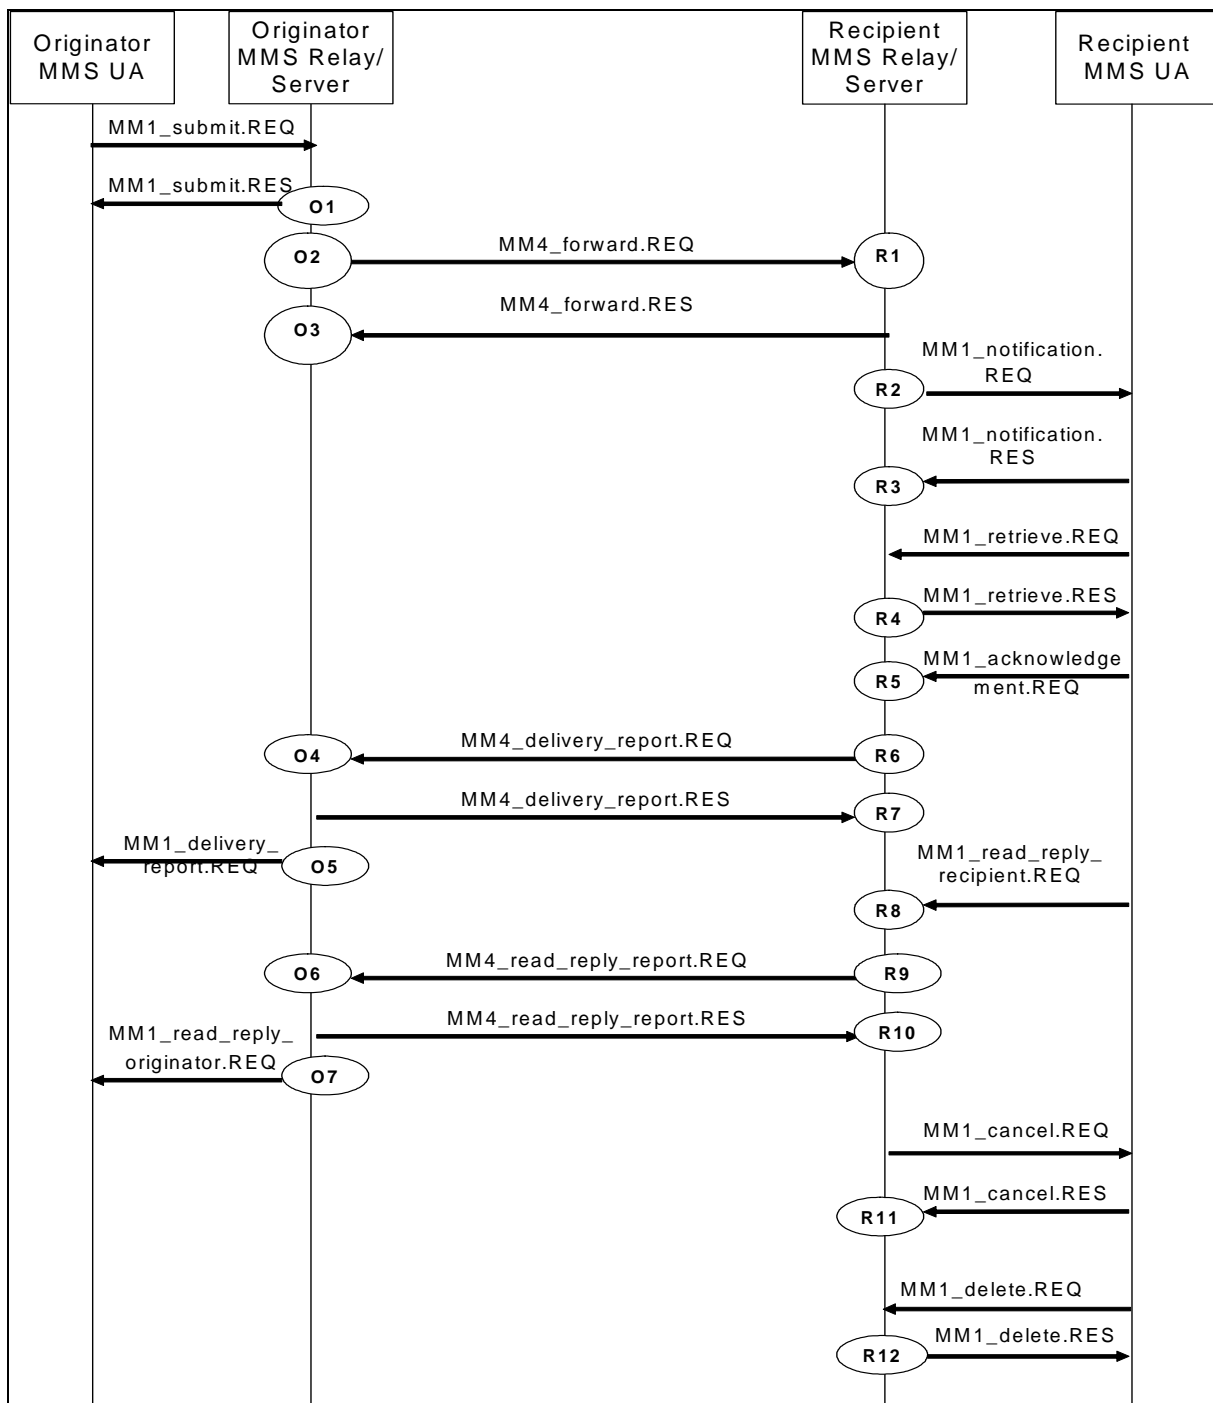 Originator
MMS UA
Originator
MMS Relay/
Server
Recipient
MMS Relay/
Server
Recipient
MMS UA
MM1_submit.REQ
MM1_submit.RES
O1
O2
MM4_forward.REQ
R1
O3
MM4_forward.RES
MM1_notification.
REQ
R2
MM1_notification.
RES
R3
MM1_retrieve.REQ
MM1_retrieve.RES
R4
MM1_acknowledge
ment.REQ
R5
O4
MM4_delivery_report.REQ
R6
MM4_delivery_report.RES
R7
MM1_delivery_
report.REQ
O5
MM1_read_reply_
recipient.REQ
R8
O6
MM4_read_reply_report.REQ
R9
MM4_read_reply_report.RES
R10
MM1_read_reply_
originator.REQ
O7
MM1_cancel.REQ
MM1_cancel.RES
R11
MM1_delete.REQ
MM1_delete.RES
R12